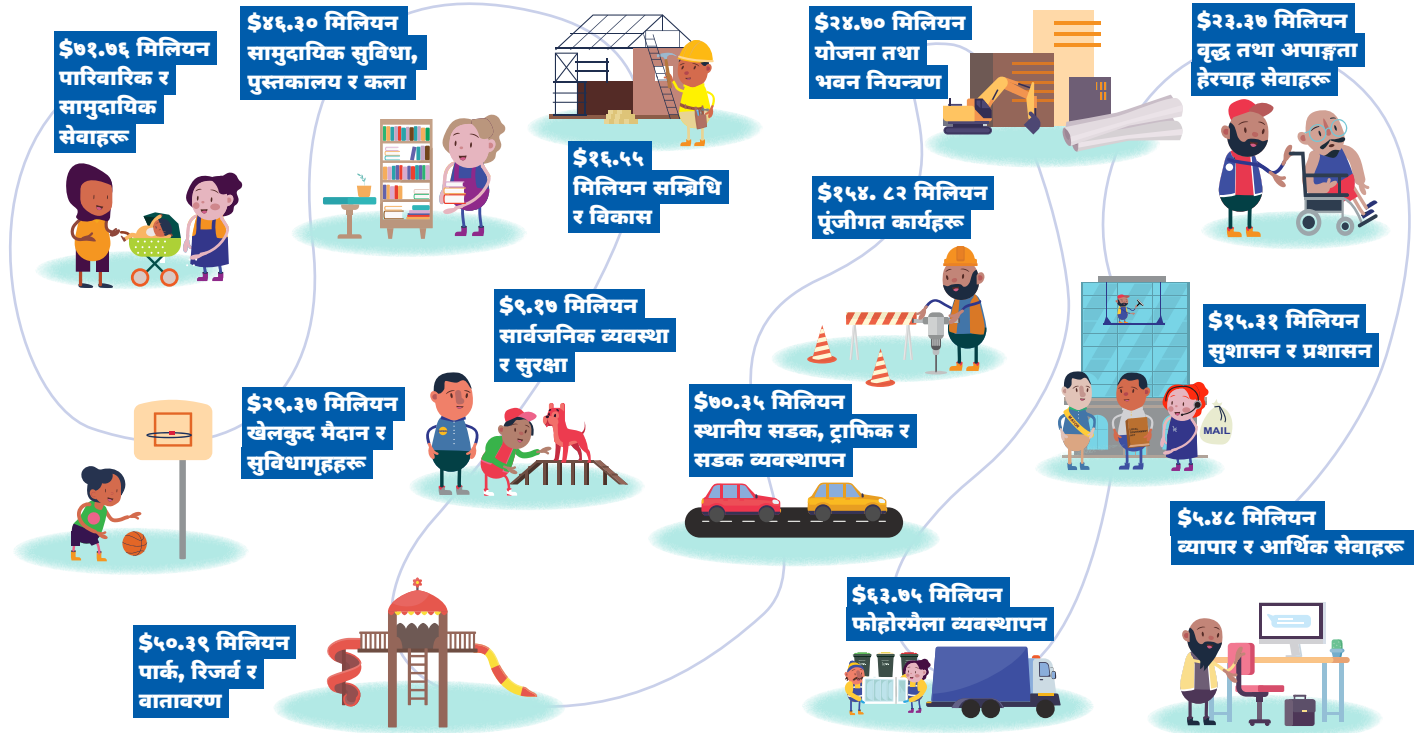 $७१.७६ मिलियन
पारिवारिक र
सामुदायिक
सेवाहरू
$४६.३० मिलियन
सामुदायिक सुविधा,
पुस्तकालय र कला
$१६.५५
मिलियन सम्ब्रिधि
र विकास
$२४.७० मिलियन
योजना तथा
भवन नियन्त्रण
$२३.३७ मिलियन
वृद्ध तथा अपाङ्गता
हेरचाह सेवाहरू
$१५४. ८२ मिलियन
पूंजीगत कार्यहरू
$९.१७ मिलियन
सार्वजनिक व्यवस्था
र सुरक्षा
$१५.३१ मिलियन
सुशासन र प्रशासन
$२९.३७ मिलियन
खेलकुद मैदान र
सुविधागृहहरू
$७०.३५ मिलियन
स्थानीय सडक, ट्राफिक र
सडक व्यवस्थापन
MAIL
$५.४८ मिलियन
व्यापार र आर्थिक सेवाहरू
$६३.७५ मिलियन
फोहोरमैला व्यवस्थापन
$५०.३९ मिलियन
पार्क, रिजर्व र
वातावरण